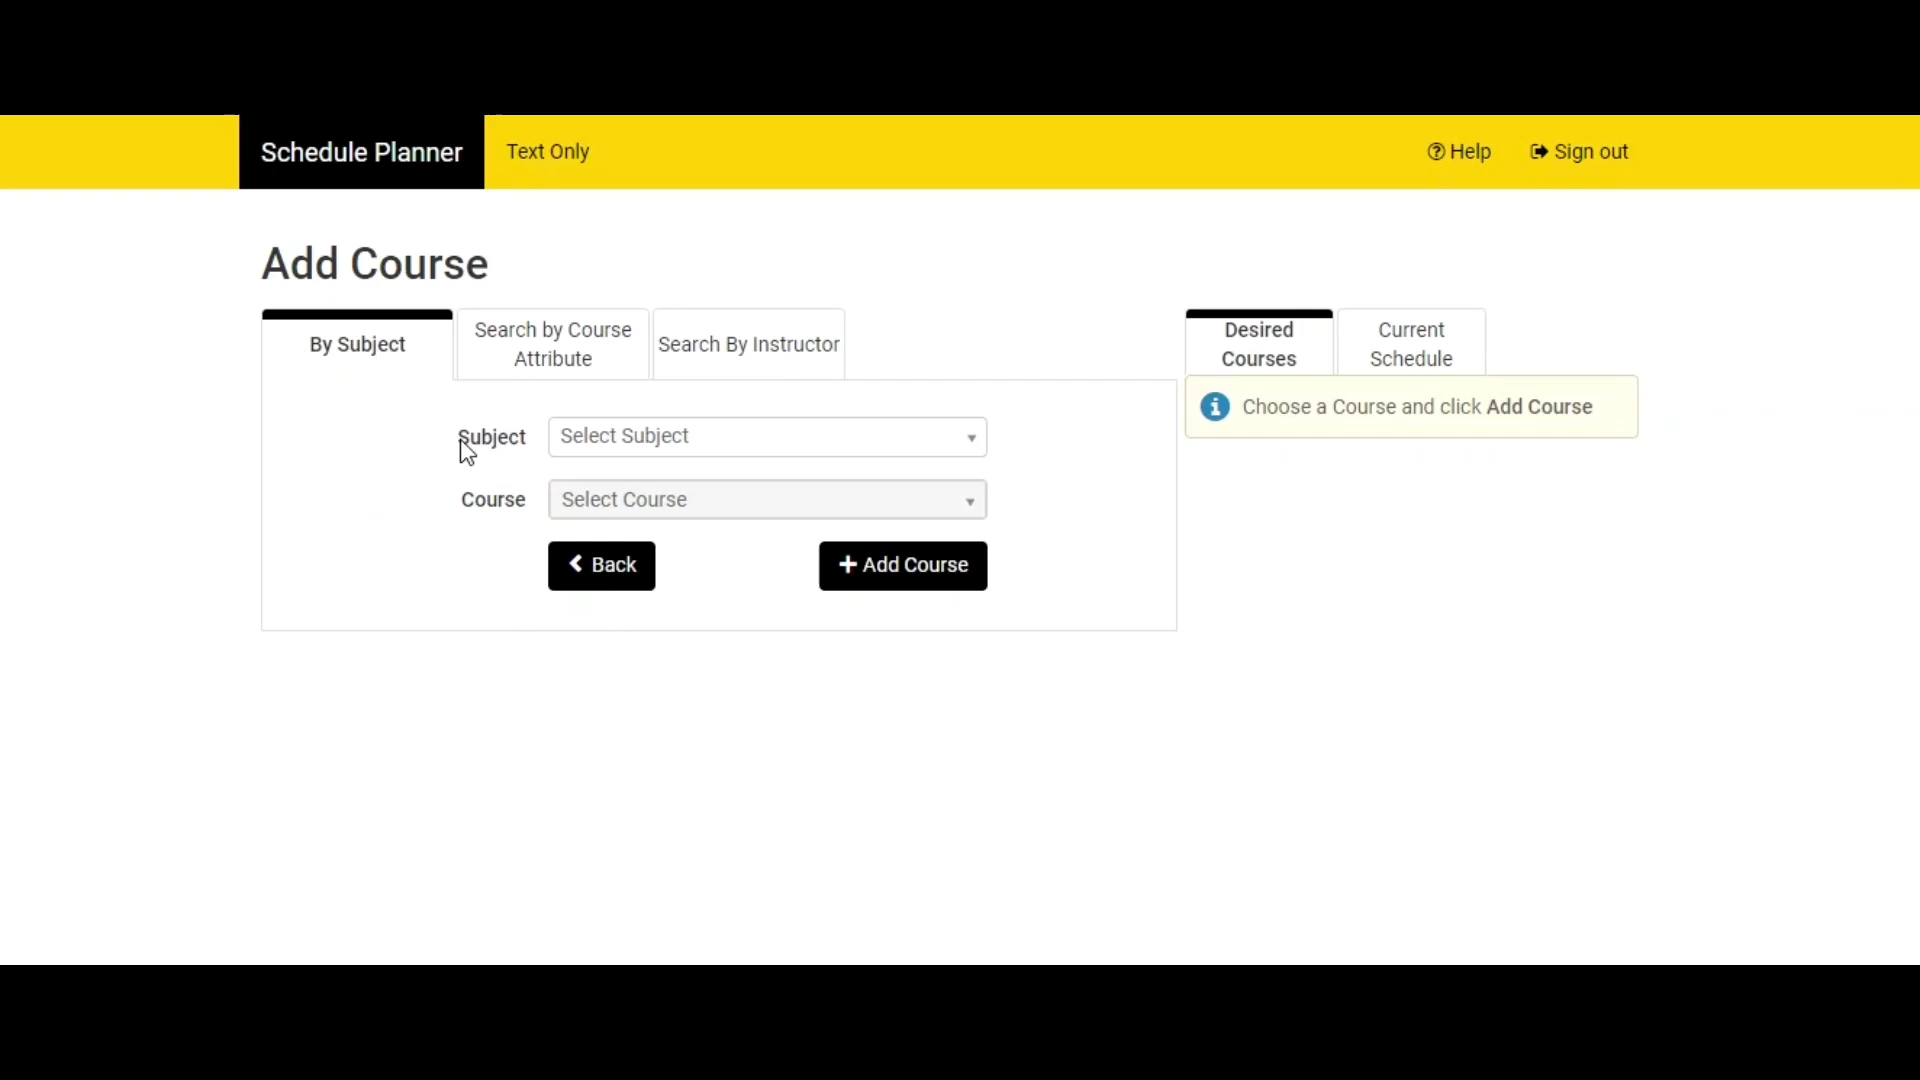 Schedule Planner Text Only Help Sign out
Add Course
By Subject
Search by Course
Attribute
Search By Instructor
Desired
Courses
Current
Schedule
Choose a Course and click Add Course
Subject Select Subject
Course Select Course
Back + Add Course